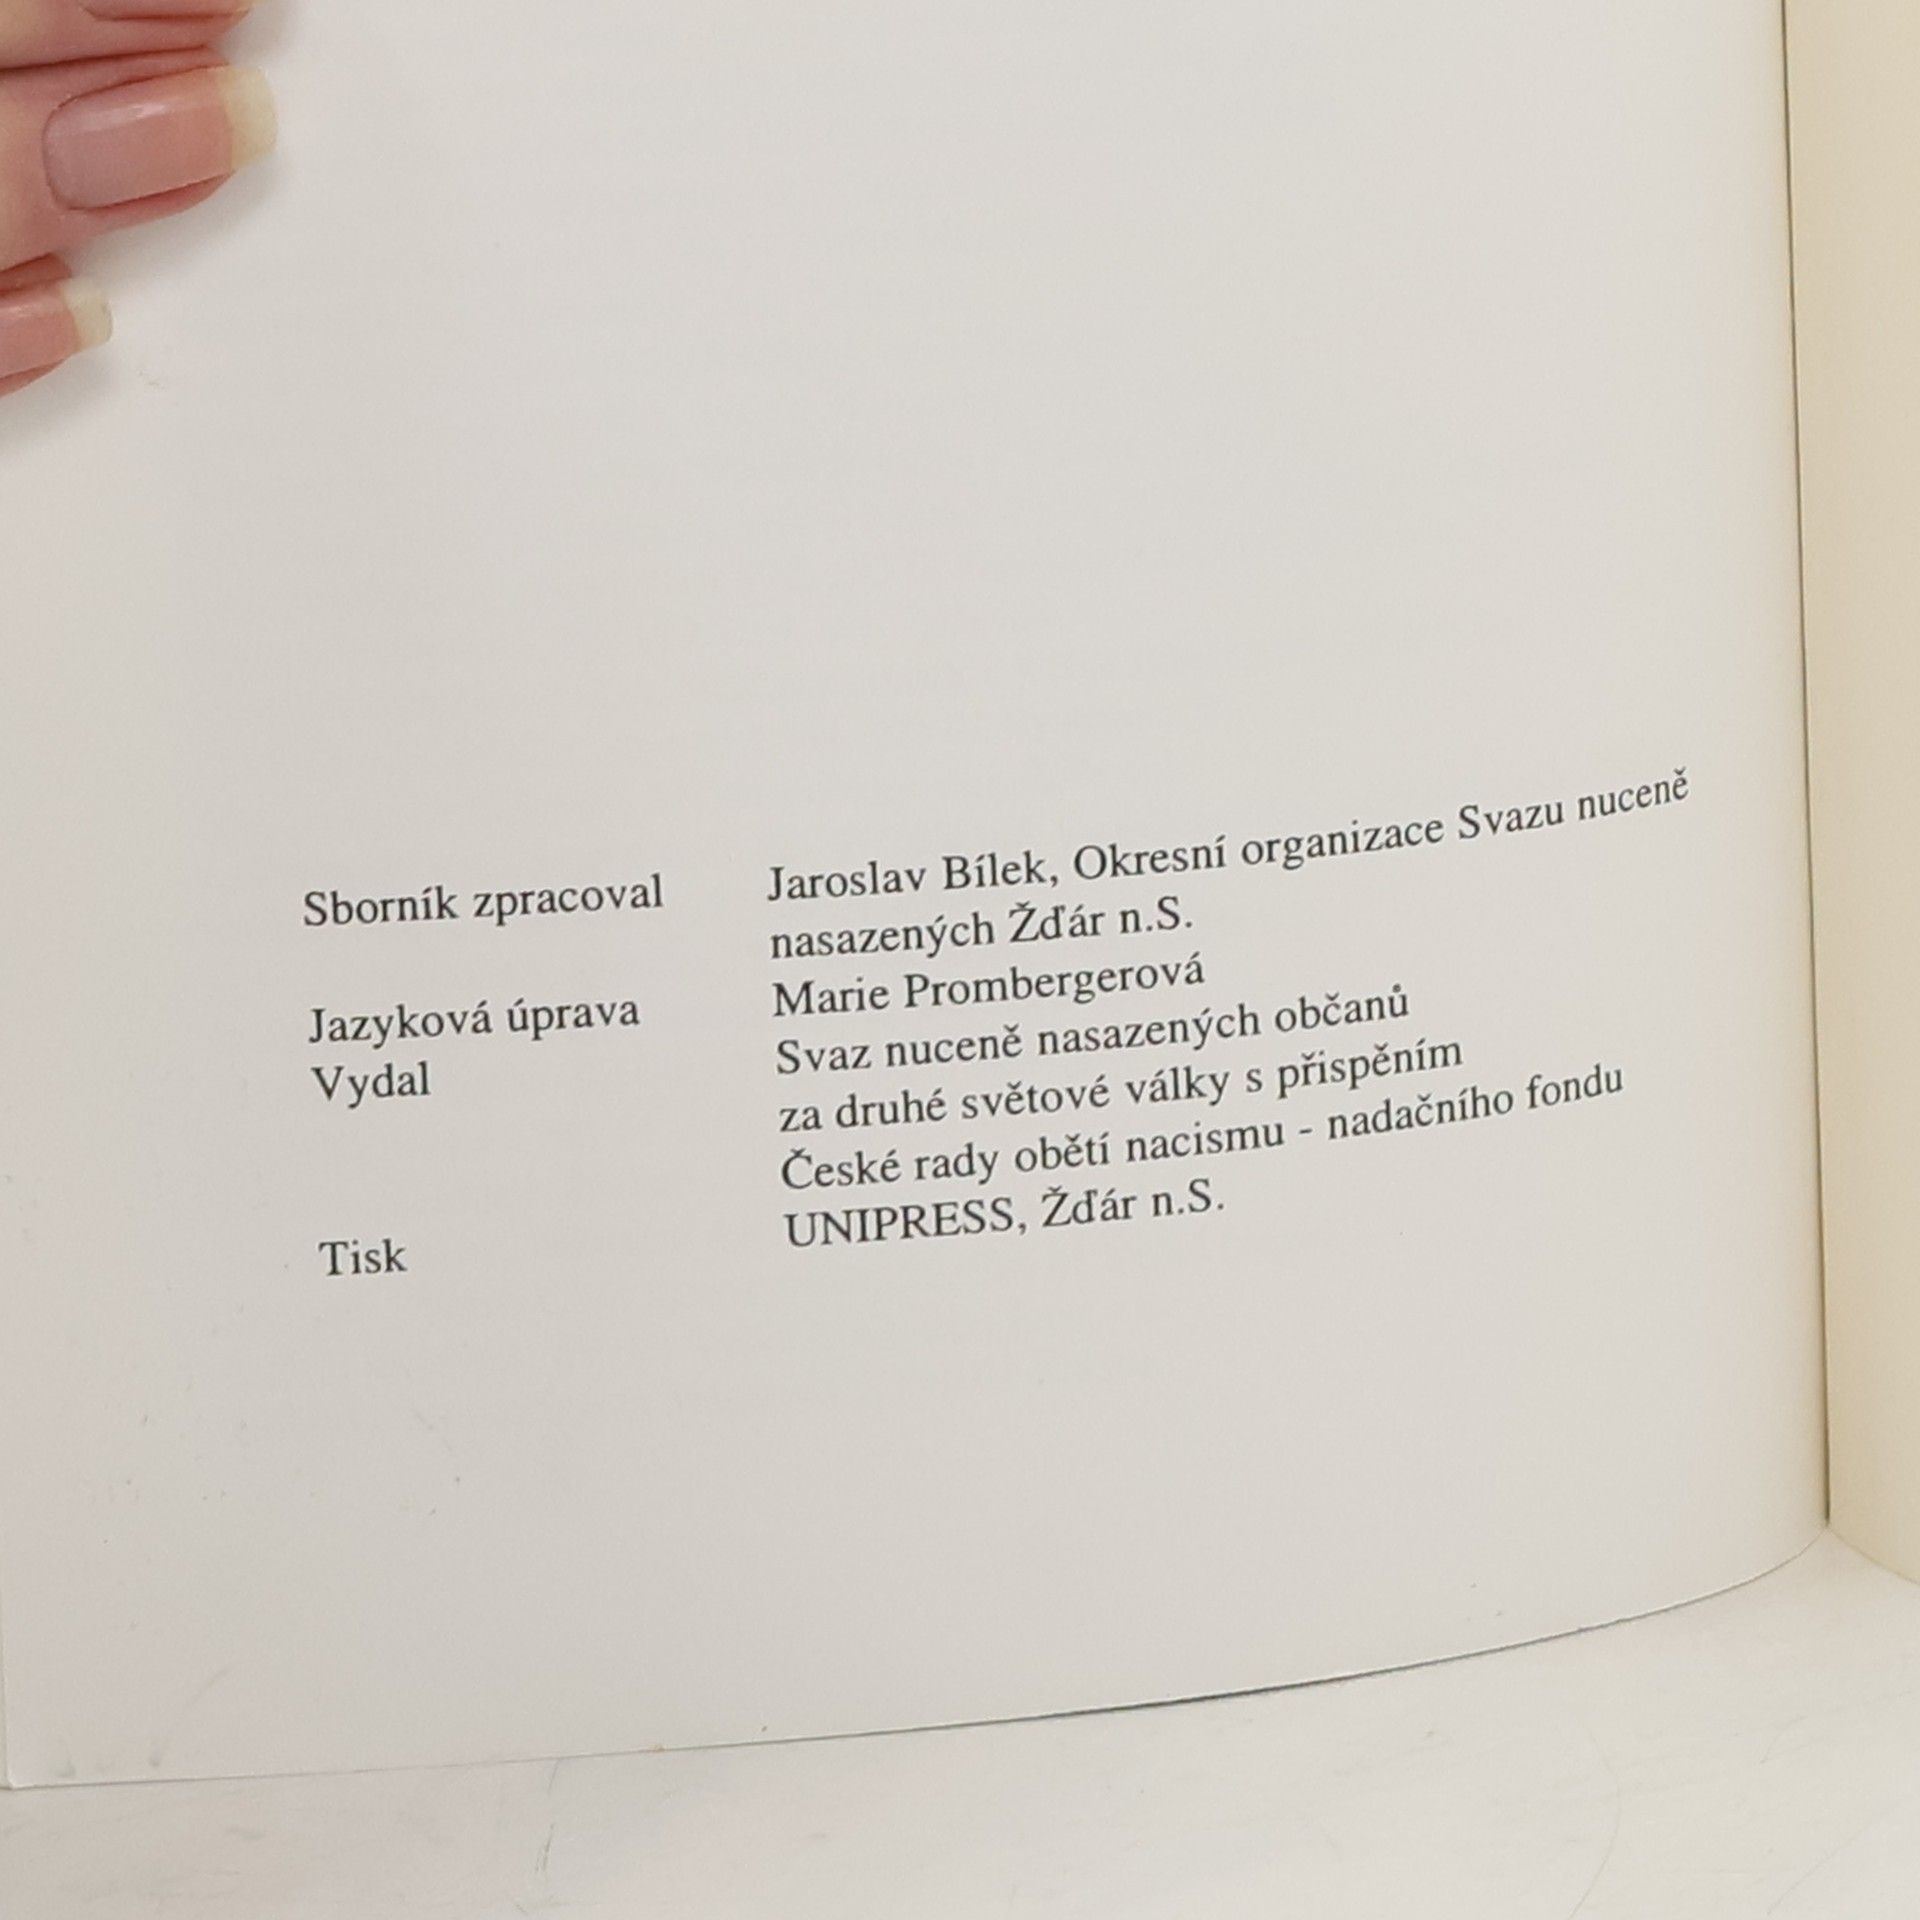 Sborník zpracoval Jaroslav Bílek, Okresní organizace Svazu nuceně
nasazených Žďár n.S.
Jazyková úprava Marie Prombergerová
Vydal Svaz nuceně nasazených občanů
za druhé světové války s přispěním
České rady obětí nacismu - nadačního fondu
Tisk UNIPRESS, Žďár n.S.